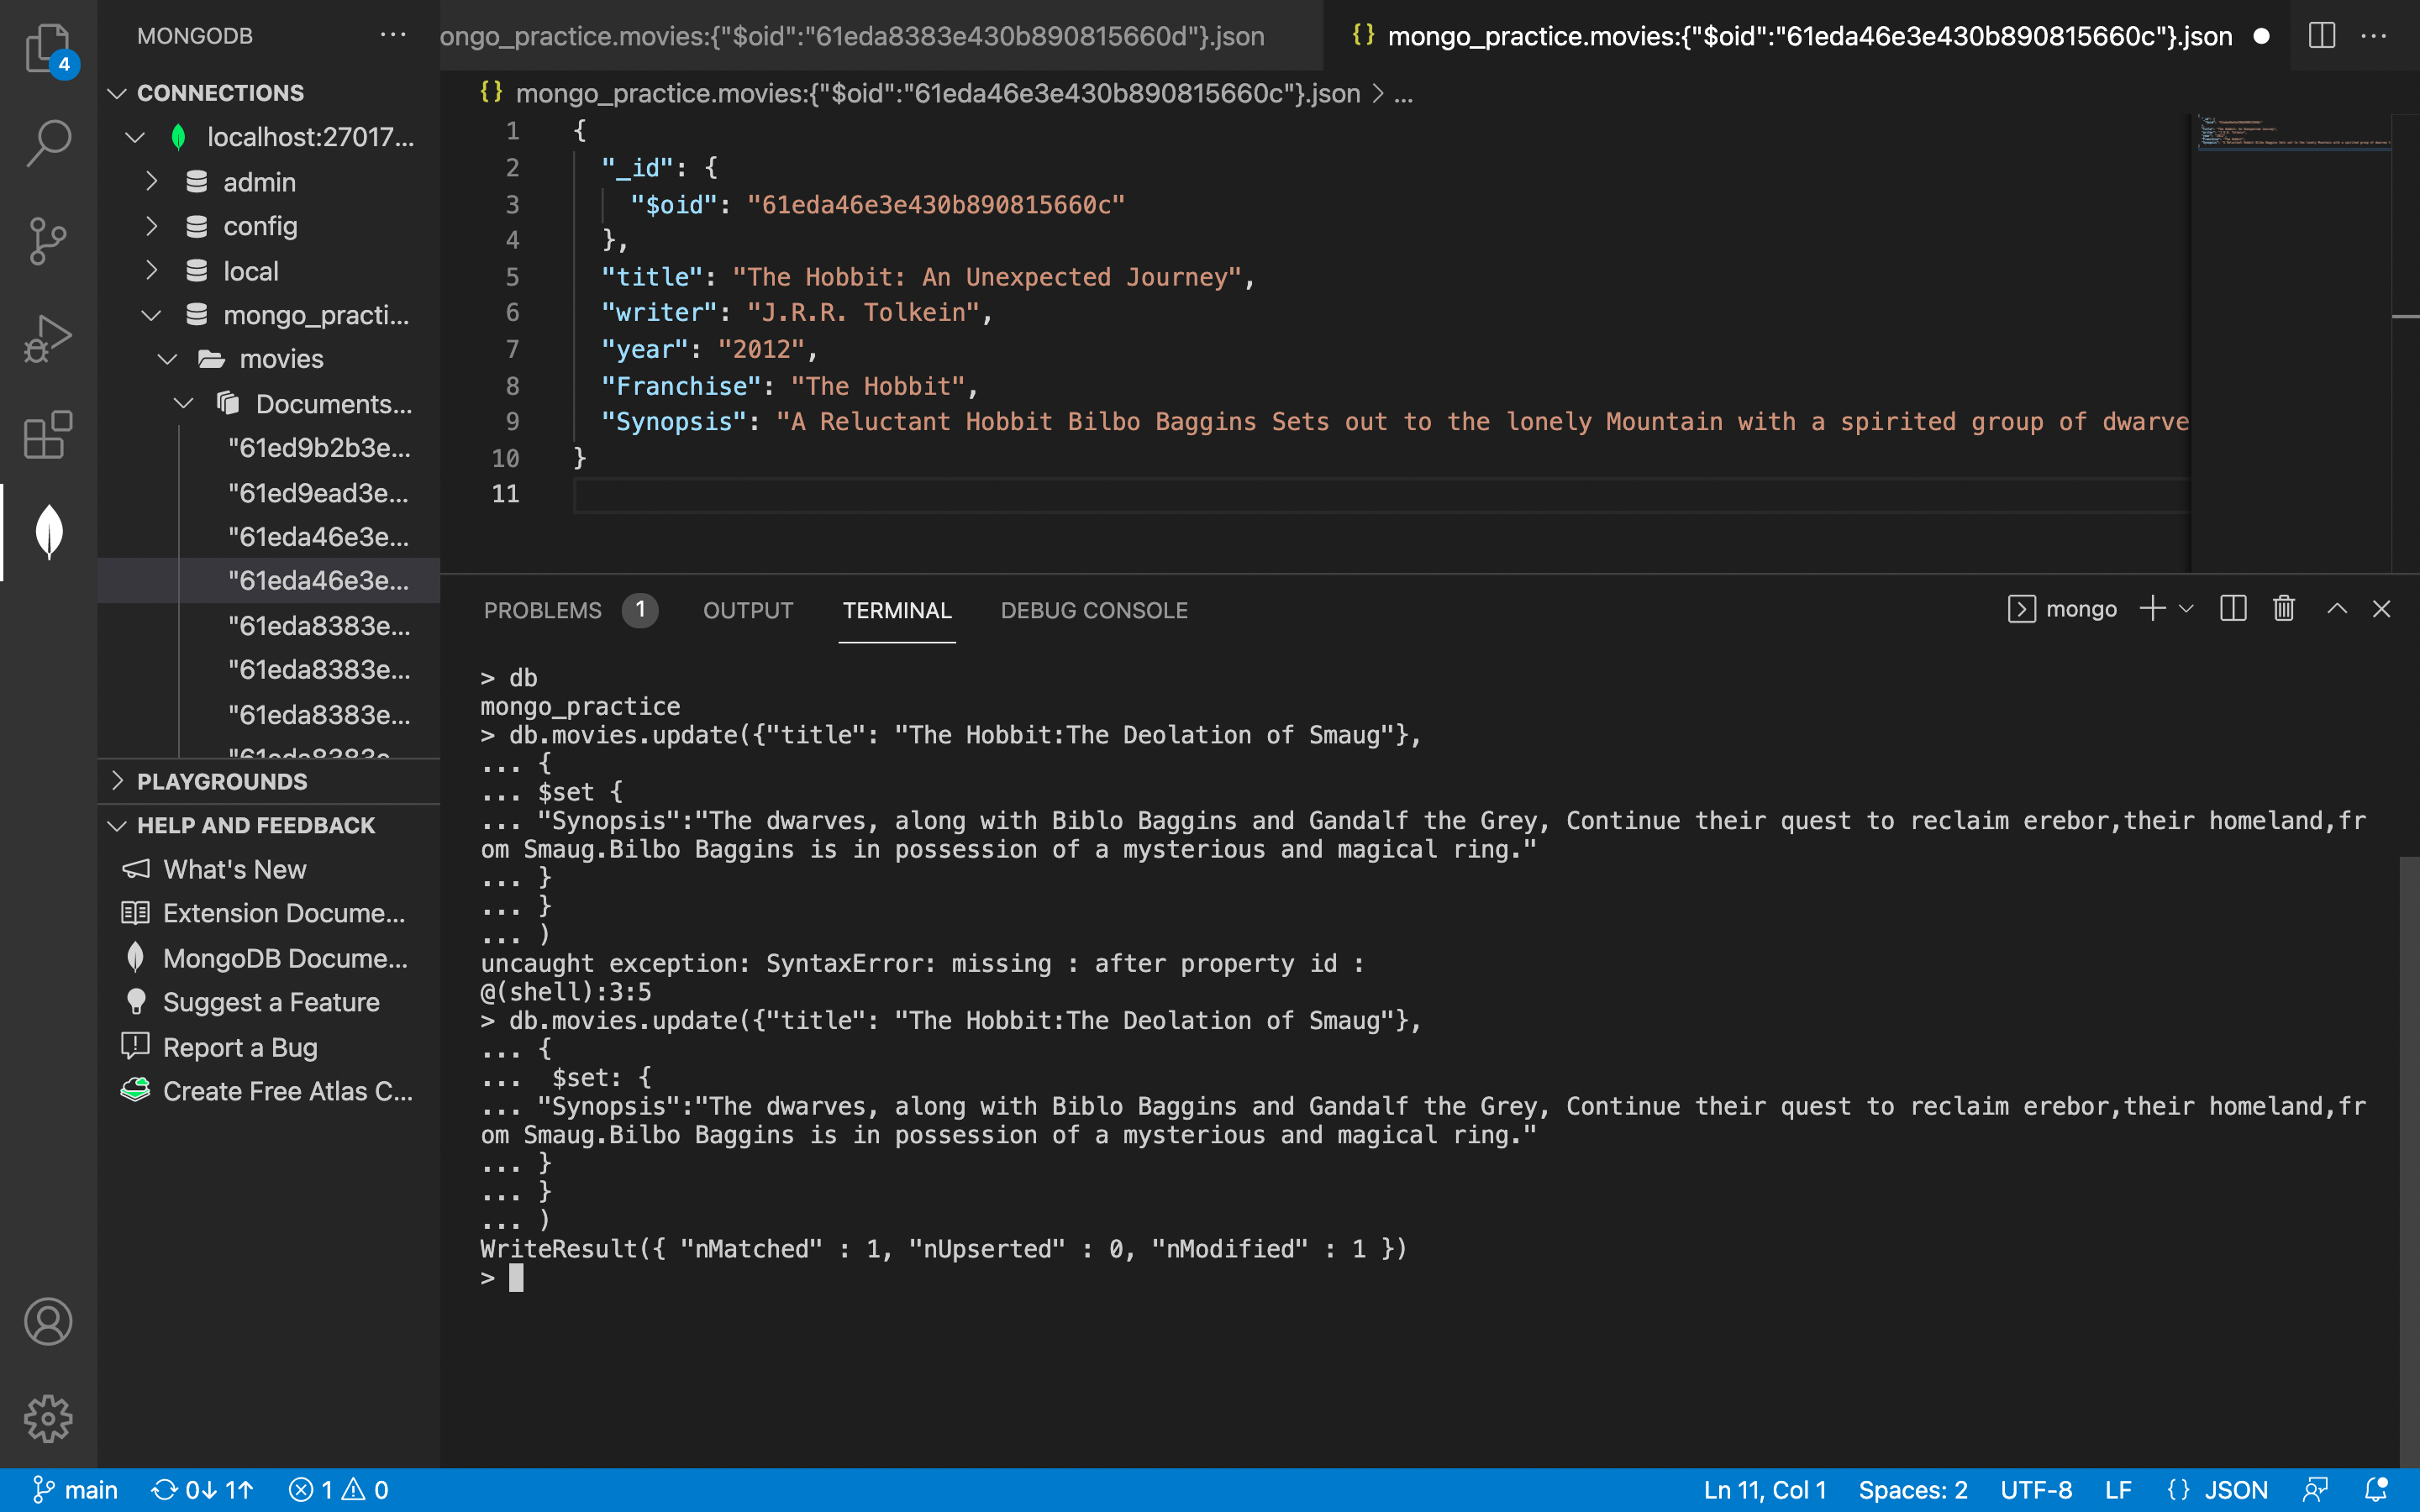 MONGODB
CONNECTIONS
localhost:27017...
admin
config
local
mongo_practi...
movies
Documents...
"61ed9b2b3e...
"61ed9ead3e...
"61eda46e3e...
"61eda46e3e...
"61eda8383e...
"61eda8383e...
"61eda8383e...
"61eda8383e
PLAYGROUNDS
HELP AND FEEDBACK
What's New
Extension Docume...
MongoDB Docume...
Suggest a Feature
Report a Bug
Create Free Atlas C...
4
ongo_practice.movies:{"$oid":"61eda8383e430b890815660d"}.json
{} mongo_practice.movies:{"$oid":"61eda46e3e430b890815660c"}.json
{} mongo_practice.movies:{"$oid":"61eda46e3e430b890815660c"}.json > ...
1 {
2 "_id": {
3 "$oid": "61eda46e3e430b890815660c"
4 },
5 "title": "The Hobbit: An Unexpected Journey",
6 "writer": "J.R.R. Tolkein",
7 "year": "2012",
8 "Franchise": "The Hobbit",
9 "Synopsis": "A Reluctant Hobbit Bilbo Baggins Sets out to the lonely Mountain with a spirited group of dwarve
10 }
11
PROBLEMS 1 OUTPUT TERMINAL DEBUG CONSOLE mongo
> db
mongo_practice
> db.movies.update({"title": "The Hobbit:The Deolation of Smaug"},
... {
... $set {
... "Synopsis":"The dwarves, along with Biblo Baggins and Gandalf the Grey, Continue their quest to reclaim erebor,their homeland,fr
om Smaug.Bilbo Baggins is in possession of a mysterious and magical ring."
... }
... }
... )
uncaught exception: SyntaxError: missing : after property id :
@(shell):3:5
> db.movies.update({"title": "The Hobbit:The Deolation of Smaug"},
... {
...  $set: {
... "Synopsis":"The dwarves, along with Biblo Baggins and Gandalf the Grey, Continue their quest to reclaim erebor,their homeland,fr
om Smaug.Bilbo Baggins is in possession of a mysterious and magical ring."
... }
... }
... )
WriteResult({ "nMatched" : 1, "nUpserted" : 0, "nModified" : 1 })
>
main 0↓ 1↑ 1 0 Ln 11, Col 1 Spaces: 2 UTF-8 LF {} JSON